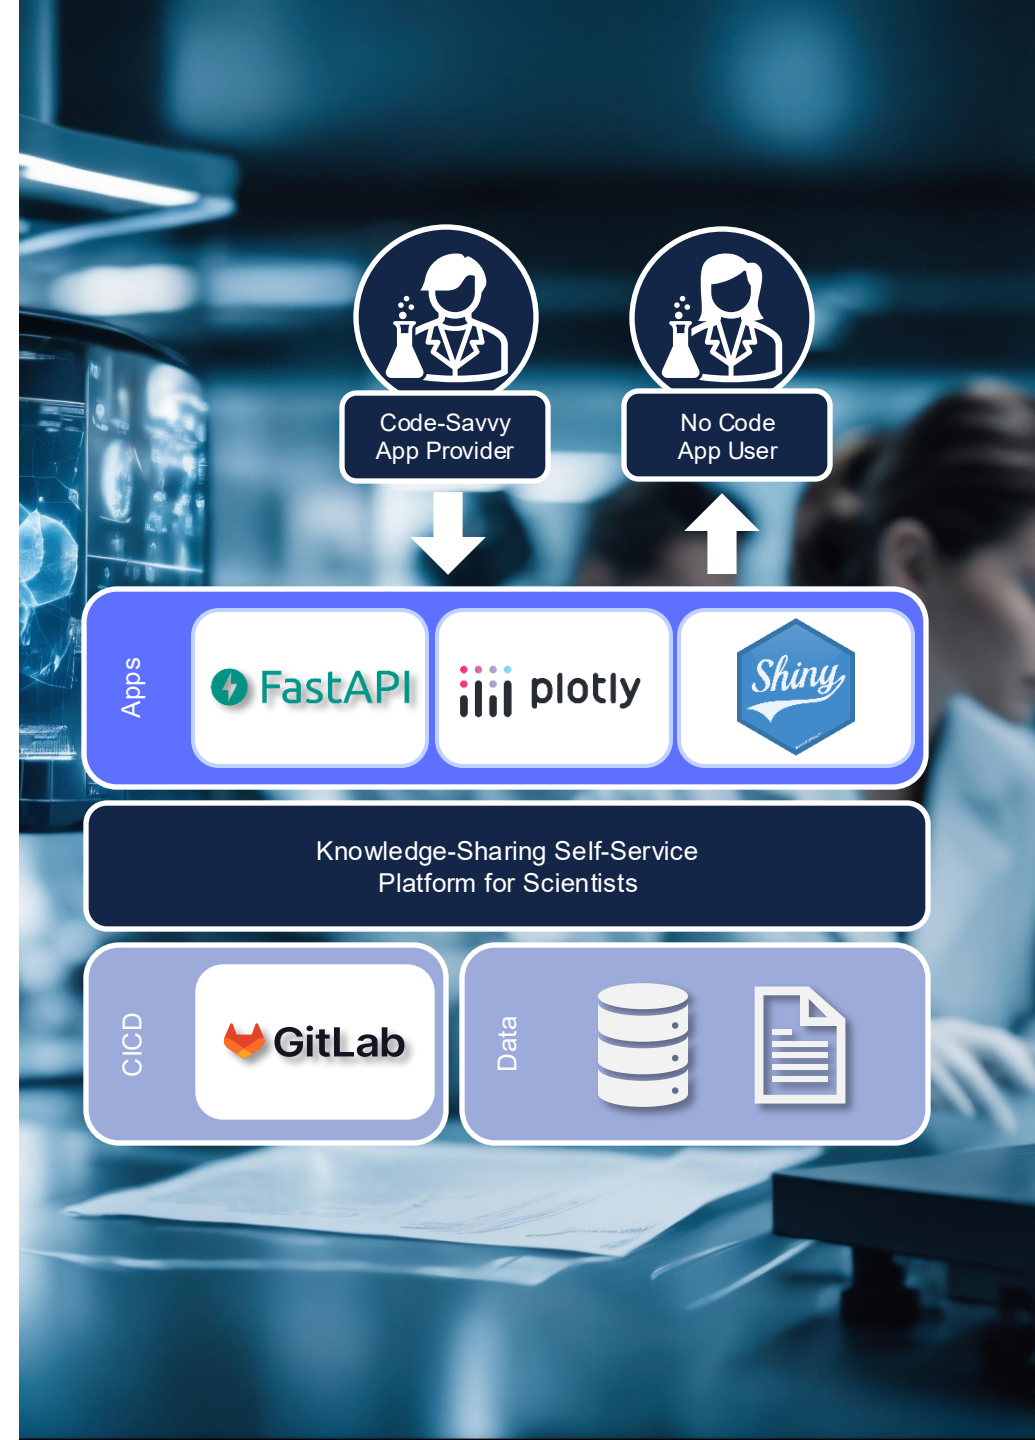 Code-Savvy
App Provider
No Code
App User
Apps
FastAPI
plotly
Shiny
Knowledge-Sharing Self-Service
Platform for Scientists
CICD
GitLab
Data